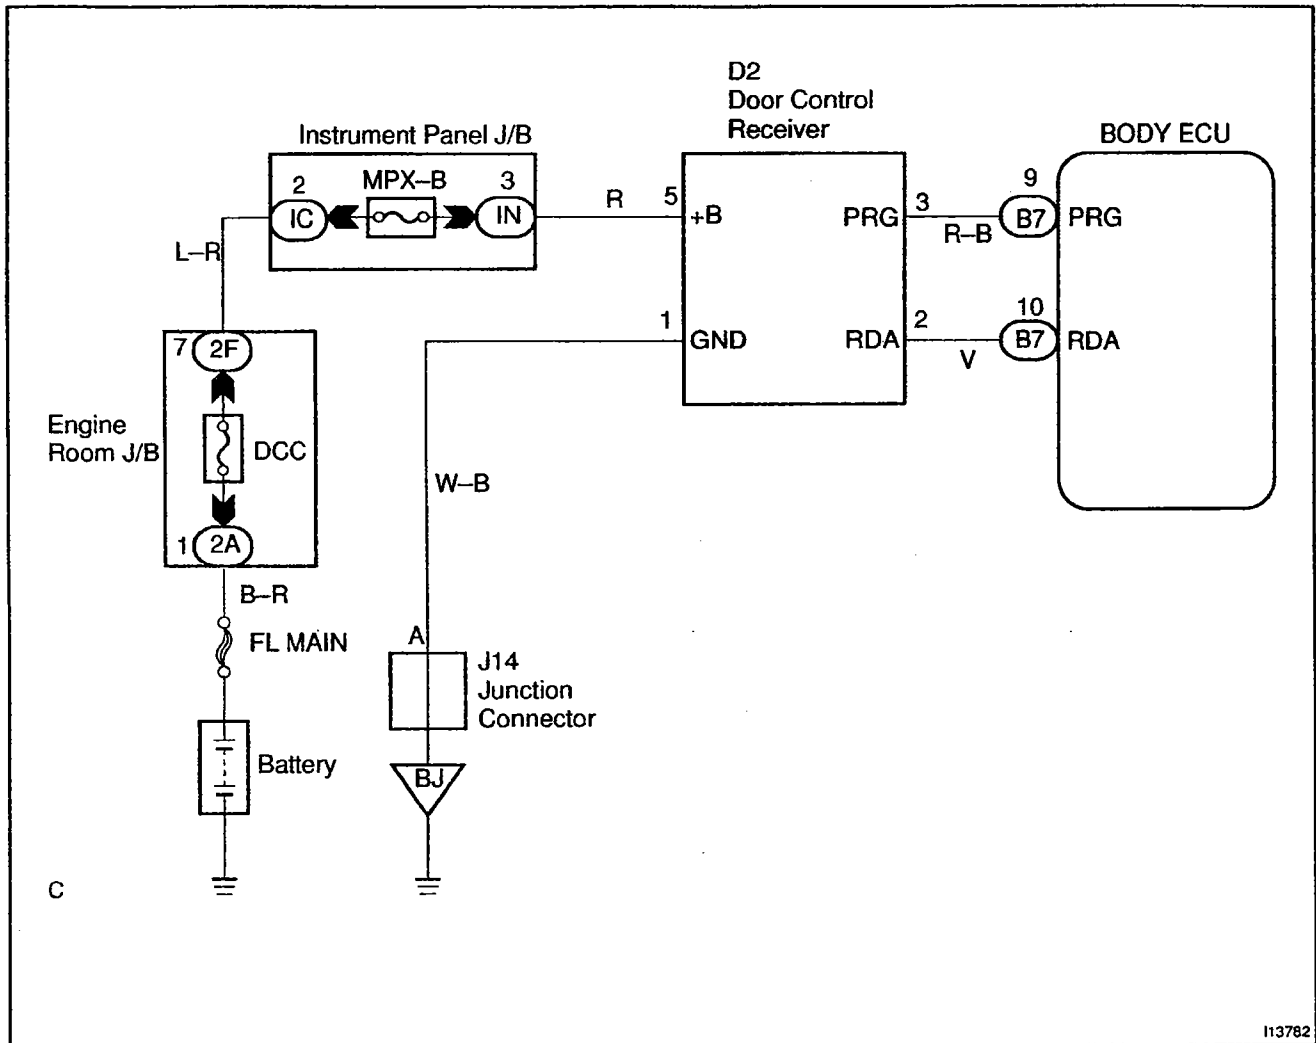 D2
Door Control
Receiver
Instrument Panel J/B
BODY ECU
2
MPX–B
3
IC
IN
R
5
+B
PRG
3
R–B
9
B7
PRG
L–R
1
GND
RDA
2
V
10
B7
RDA
7
2F
Engine
Room J/B
DCC
W–B
1
2A
B–R
FL MAIN
A
J14
Junction
Connector
Battery
BJ
C
I13782